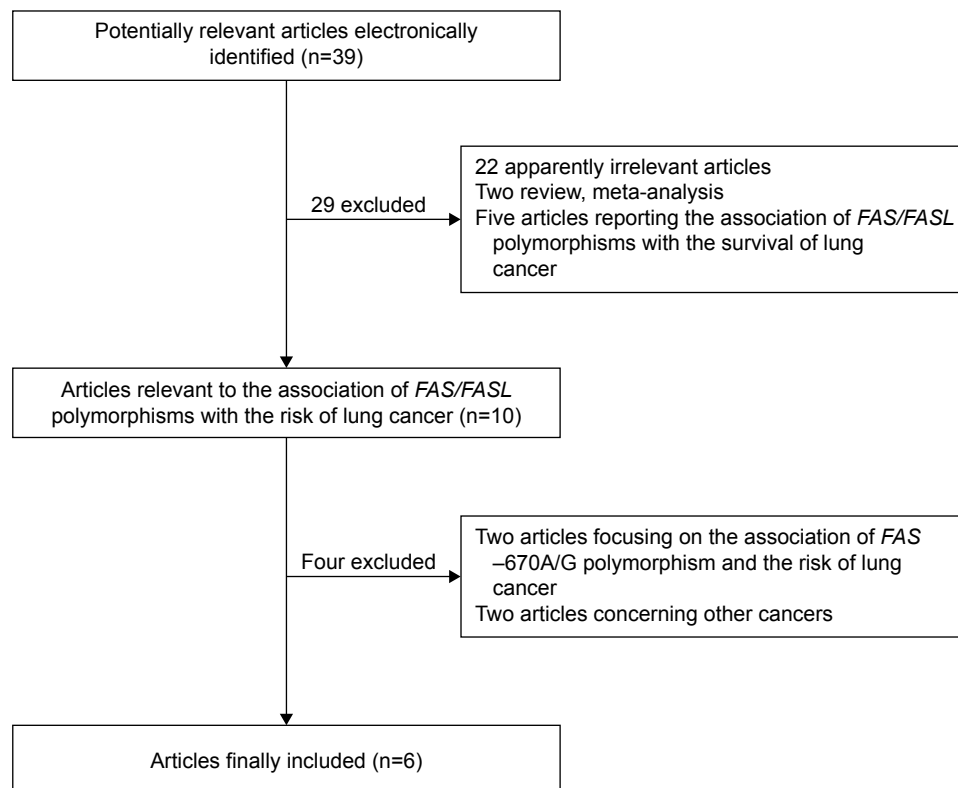 Potentially relevant articles electronically
identified (n=39)
29 excluded
22 apparently irrelevant articles
Two review, meta-analysis
Five articles reporting the association of FAS/FASL
polymorphisms with the survival of lung
cancer
Articles relevant to the association of FAS/FASL
polymorphisms with the risk of lung cancer (n=10)
Four excluded
Two articles focusing on the association of FAS
–670A/G polymorphism and the risk of lung
cancer
Two articles concerning other cancers
Articles finally included (n=6)